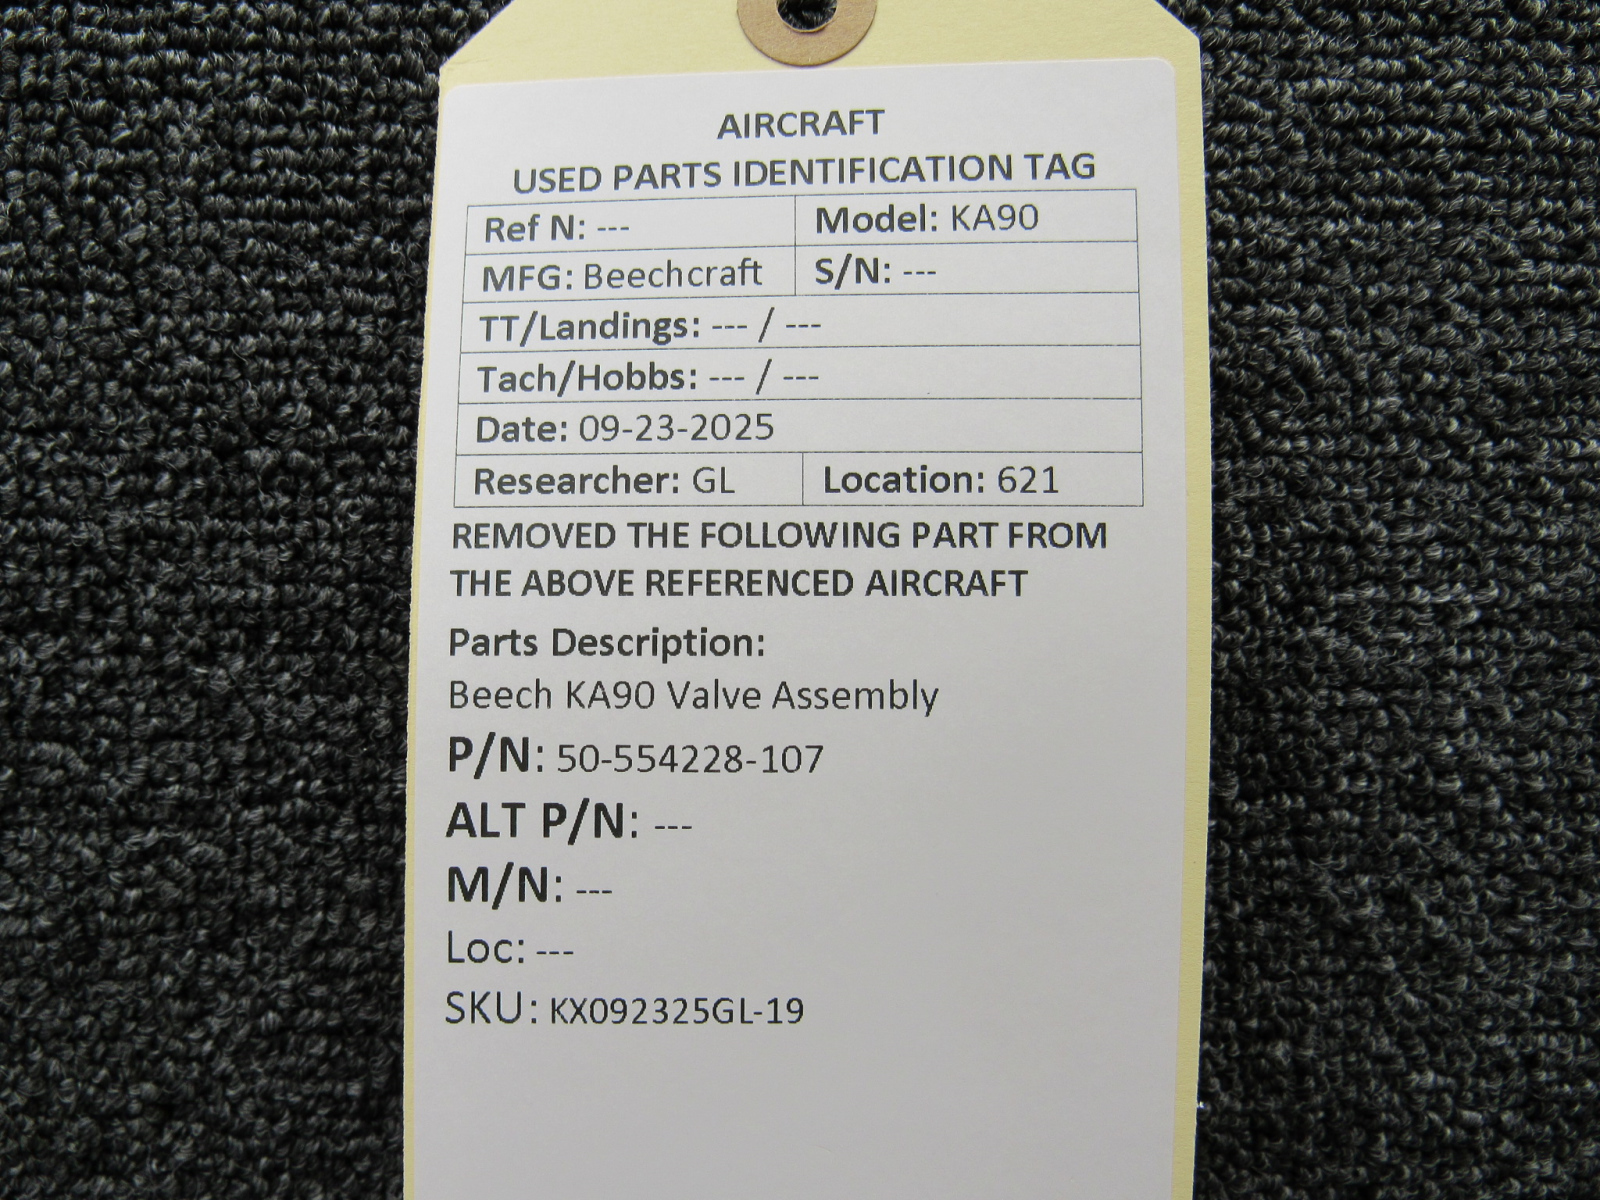 AIRCRAFT
USED PARTS IDENTIFICATION TAG
Ref N: --- Model: KA90
MFG: Beechcraft S/N: ---
TT/Landings: --- / ---
Tach/Hobbs: --- / ---
Date: 09-23-2025
Researcher: GL Location: 621
REMOVED THE FOLLOWING PART FROM
THE ABOVE REFERENCED AIRCRAFT
Parts Description:
Beech KA90 Valve Assembly
P/N: 50-554228-107
ALT P/N: ---
M/N: ---
Loc: ---
SKU: KX092325GL-19